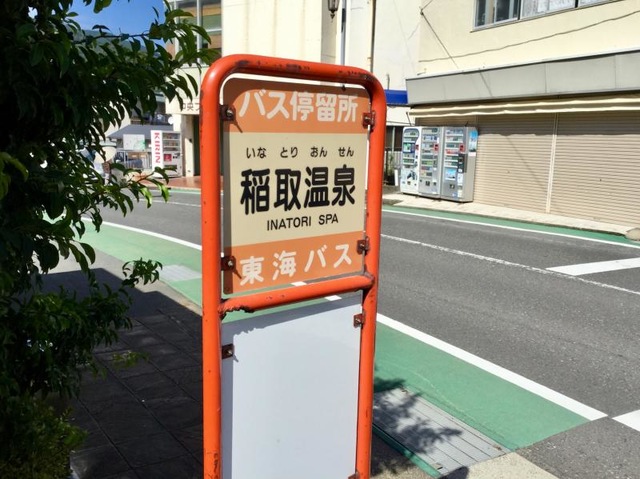 バス停留所
いな とり おん せん
稲取温泉
INATORI SPA
東海バス
KIRIN